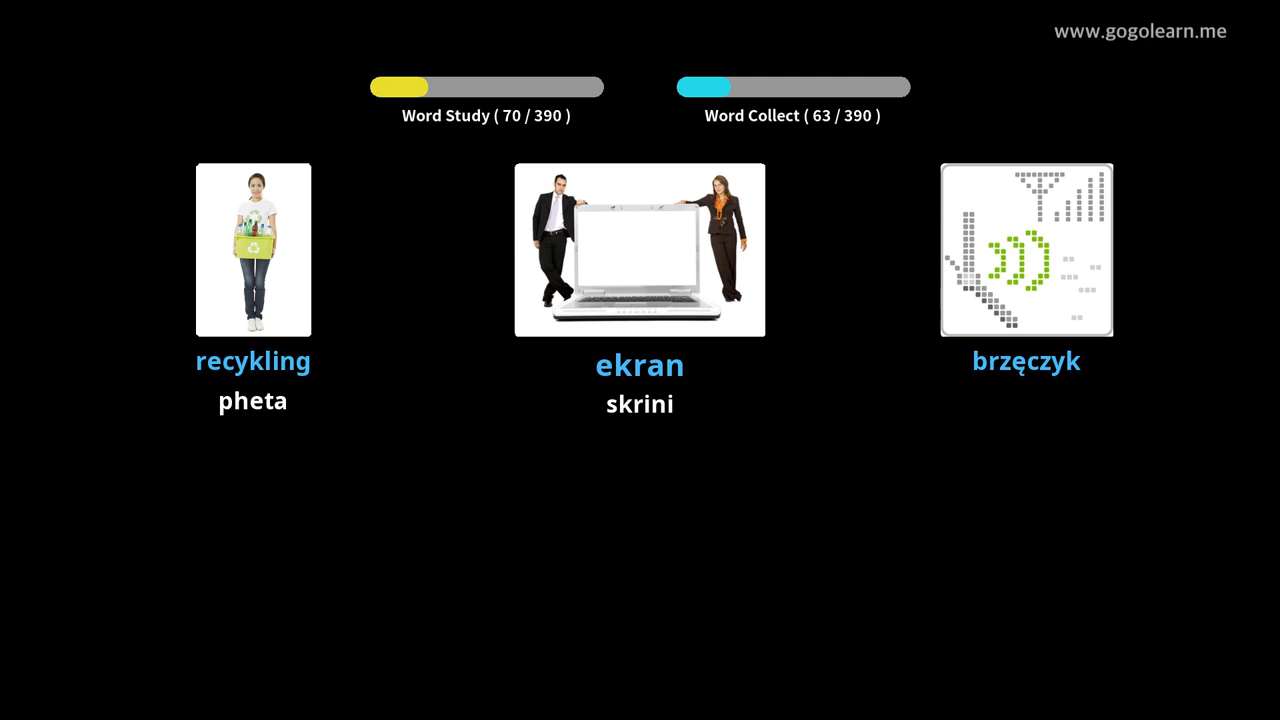 www.gogolearn.me
Word Study ( 70 / 390 )
Word Collect ( 63 / 390 )
recykling
ekran
brzęczyk
pheta
skrini